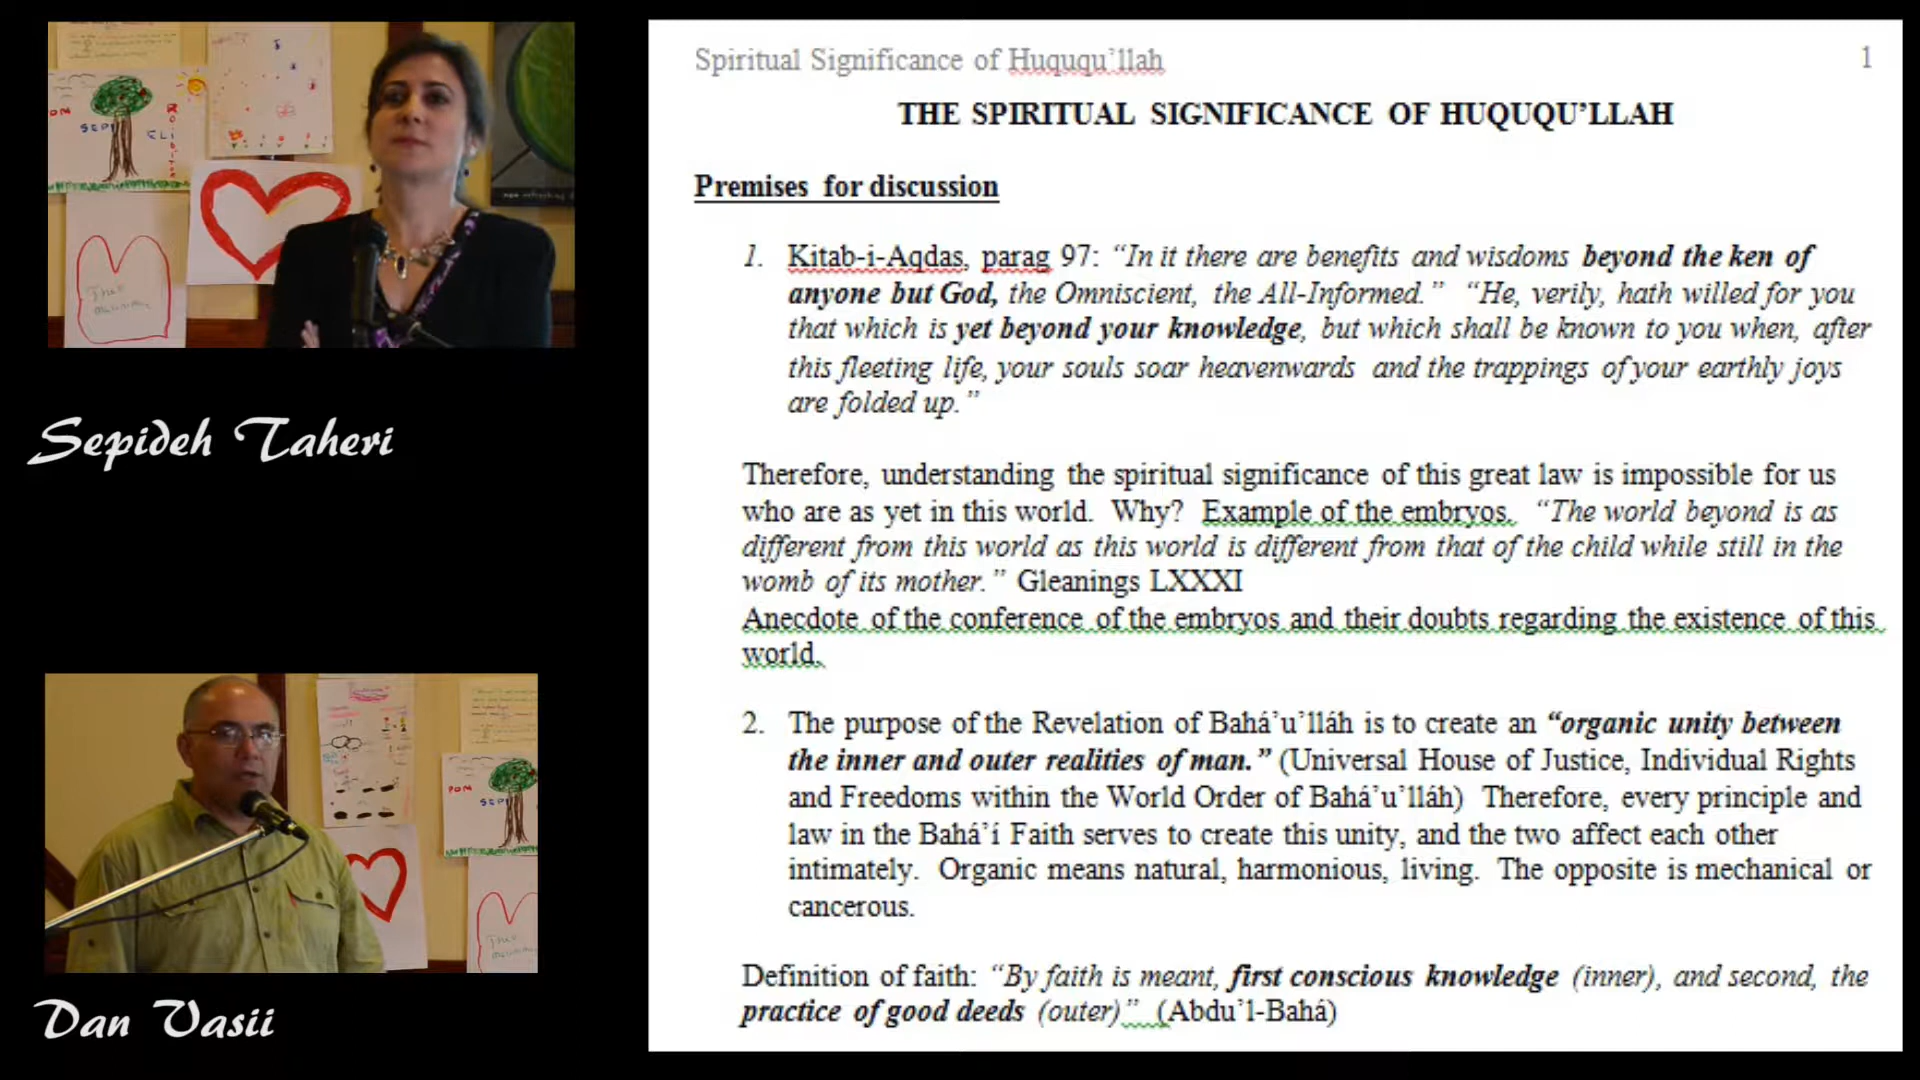 Spiritual Significance of Huququ’llah
1
THE SPIRITUAL SIGNIFICANCE OF HUQUQU’LLAH
Premises for discussion
1. Kitab-i-Aqdas, parag 97: “In it there are benefits and wisdoms beyond the ken of
anyone but God, the Omniscient, the All-Informed.” “He, verily, hath willed for you
that which is yet beyond your knowledge, but which shall be known to you when, after
this fleeting life, your souls soar heavenwards and the trappings of your earthly joys
are folded up.”
Therefore, understanding the spiritual significance of this great law is impossible for us
who are as yet in this world. Why? Example of the embryos. “The world beyond is as
different from this world as this world is different from that of the child while still in the
womb of its mother.” Gleanings LXXXI
Anecdote of the conference of the embryos and their doubts regarding the existence of this
world.
2. The purpose of the Revelation of Bahá’u’lláh is to create an “organic unity between
the inner and outer realities of man.” (Universal House of Justice, Individual Rights
and Freedoms within the World Order of Bahá’u’lláh) Therefore, every principle and
law in the Bahá’í Faith serves to create this unity, and the two affect each other
intimately. Organic means natural, harmonious, living. The opposite is mechanical or
cancerous.
Definition of faith: “By faith is meant, first conscious knowledge (inner), and second, the
practice of good deeds (outer)” (Abdu’l-Bahá)
SEPI
ELI
Sepideh Taheri
POM
SEPI
Dan Vasii